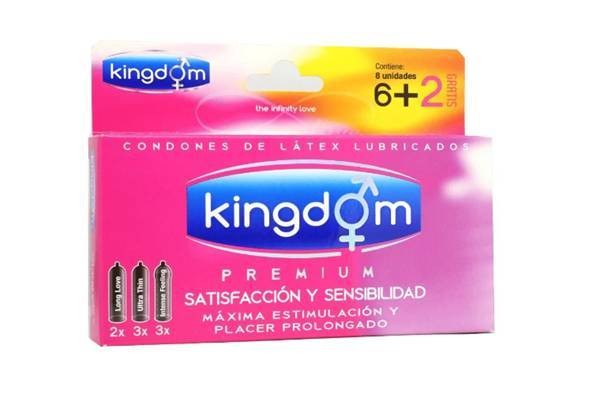 kingdom
the infinity love
Contiene:
8 unidades
6+2
GRATIS
CONDONES DE LÁTEX LUBRICADOS
kingdom
PREMIUM
SATISFACCIÓN Y SENSIBILIDAD
MÁXIMA ESTIMULACIÓN Y
PLACER PROLONGADO
Long Love
Ultra Thin
Intense Feeling
2x 3x 3x